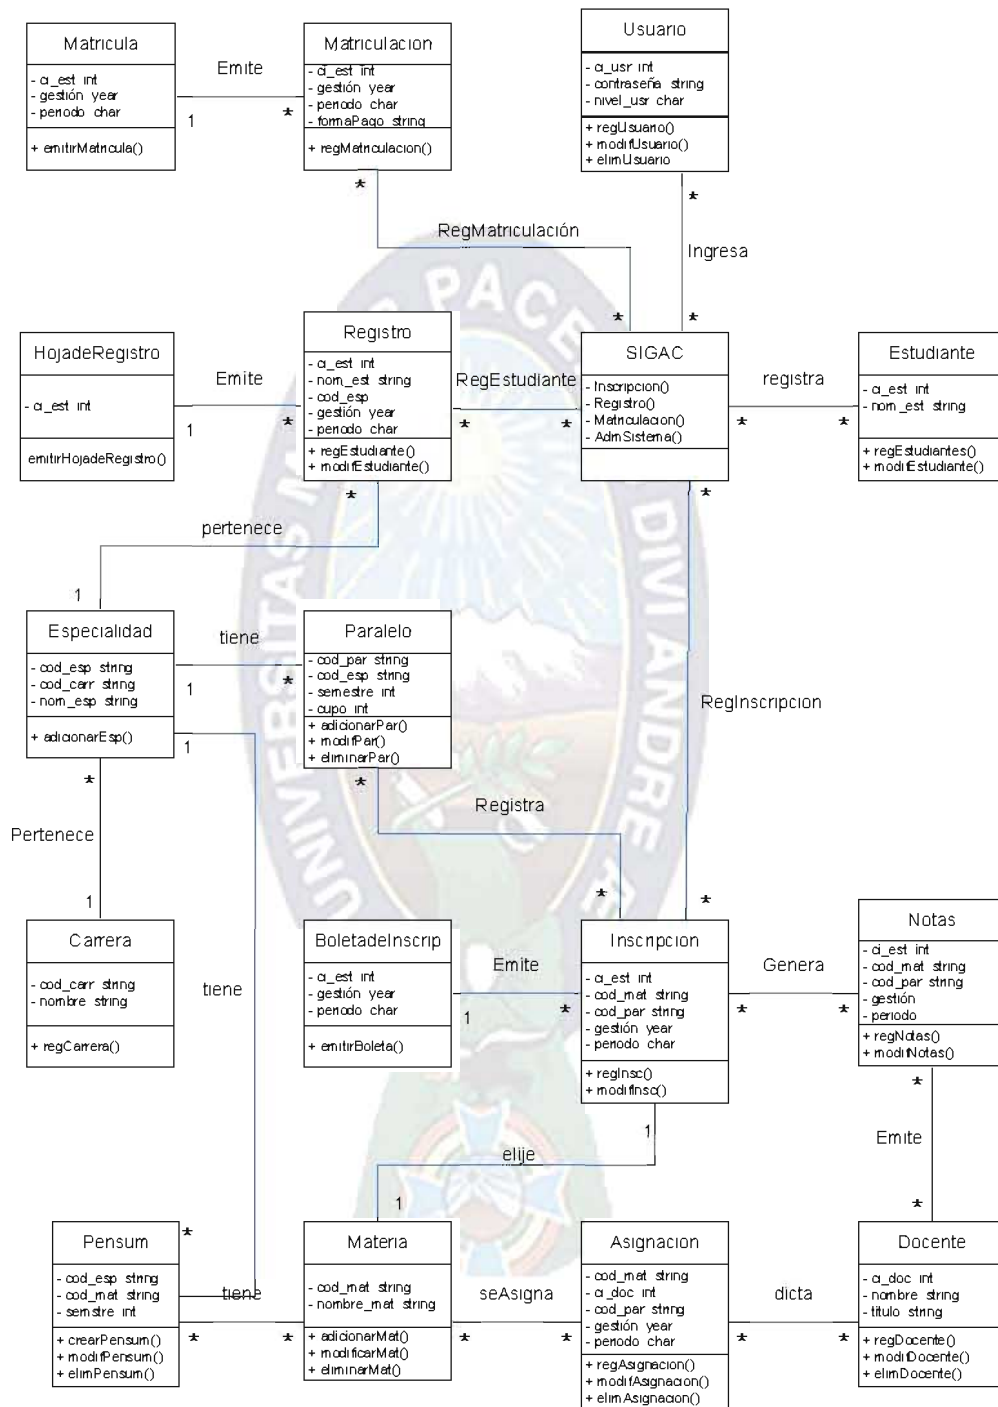 Matricula
- ci_est int
- gestión year
- periodo char
+ emitirMatricula()
Emite
1
*
Matriculacion
- ci_est int
- gestión year
- periodo char
- formaPago string
+ regMatriculacion()
*
Usuario
- ci_usr int
- contraseña string
- nivel_usr char
+ regUsuario()
+ modifUsuario()
+ elimUsuario
*
RegMatriculación
Ingresa
*
*
HojadeRegistro
- ci_est int
emitirHojadeRegistro()
Emite
1
*
Registro
- ci_est int
- nom_est string
- cod_esp
- gestión year
- periodo char
+ regEstudiante()
+ modifEstudiante()
*
RegEstudiante
*
*
SIGAC
- Inscripcion()
- Registro()
- Matriculacion()
- AdmSistema()
*
registra
*
*
Estudiante
- ci_est int
- nom_est string
+ regEstudiantes()
+ modifEstudiante()
pertenece
1
Especialidad
- cod_esp string
- cod_carr string
- nom_esp string
+ adicionarEsp()
tiene
1
*
1
*
Paralelo
- cod_par string
- cod_esp string
- semestre int
- cupo int
+ adicionarPar()
+ modifPar()
+ eliminarPar()
*
RegInscripcion
Registra
Pertenece
1
*
*
Carrera
- cod_carr string
- nombre string
+ regCarrera()
tiene
BoletadeInscrip
- ci_est int
- gestión year
- periodo char
+ emitirBoleta()
Emite
1
*
Inscripcion
- ci_est int
- cod_mat string
- cod_par string
- gestión year
- periodo char
+ regInsc()
+ modifInsc()
1
Genera
*
*
Notas
- ci_est int
- cod_mat string
- cod_par string
- gestión
- periodo
+ regNotas()
+ modifNotas()
*
Emite
*
elije
1
*
Pensum
- cod_esp string
- cod_mat string
- semstre int
+ crearPensum()
+ modifPensum()
+ elimPensum()
tiene
*
*
Materia
- cod_mat string
- nombre_mat string
+ adicionarMat()
+ modificarMat()
+ eliminarMat()
seAsigna
*
*
Asignacion
- cod_mat string
- ci_doc int
- cod_par string
- gestión year
- periodo char
+ regAsignacion()
+ modifAsignacion()
+ elimAsignacion()
dicta
*
*
Docente
- ci_doc int
- nombre string
- titulo string
+ regDocente()
+ modifDocente()
+ elimDocente()
UNIVERSITAS M
PACE
DIVI ANDRE A